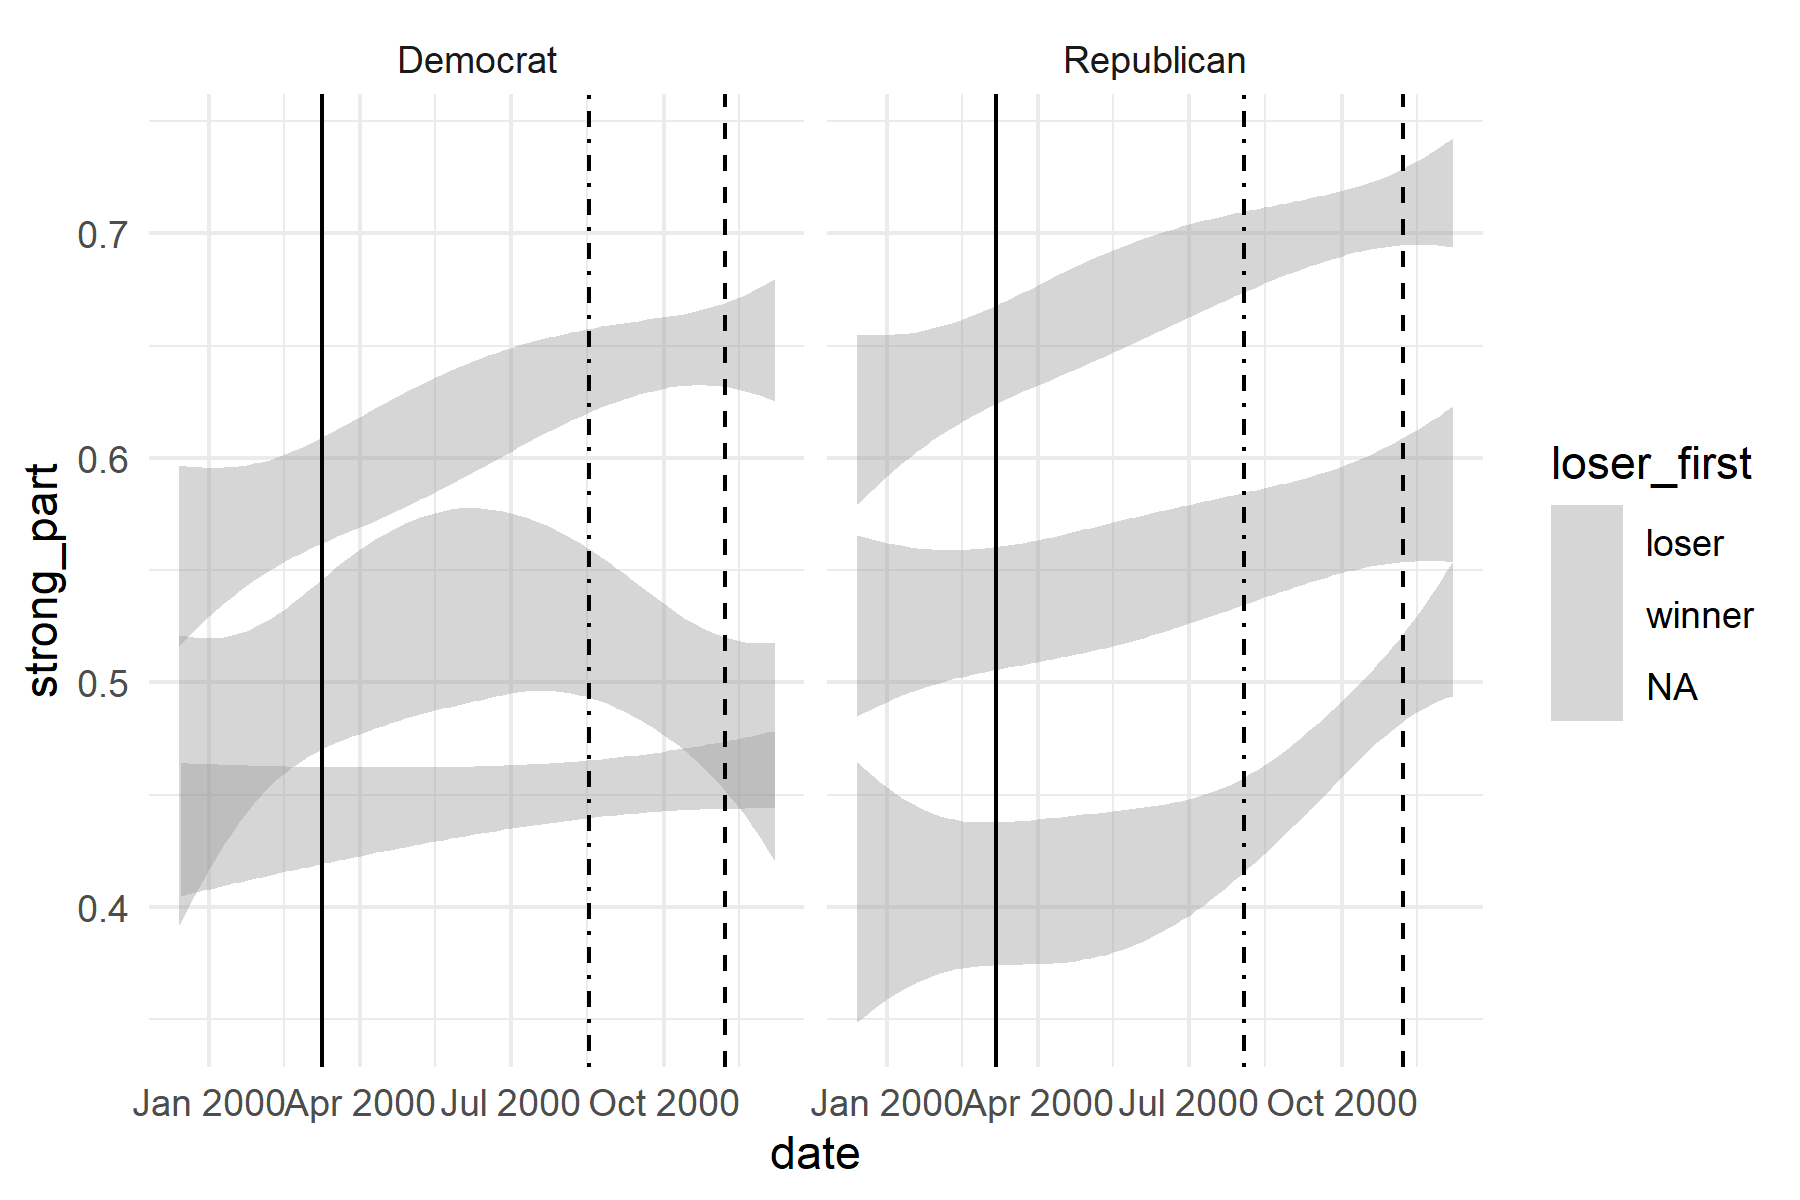 Democrat
Republican
0.7
0.6
0.5
0.4
strong_part
Jan 2000 Apr 2000 Jul 2000 Oct 2000
Jan 2000 Apr 2000 Jul 2000 Oct 2000
date
loser_first
loser
winner
NA